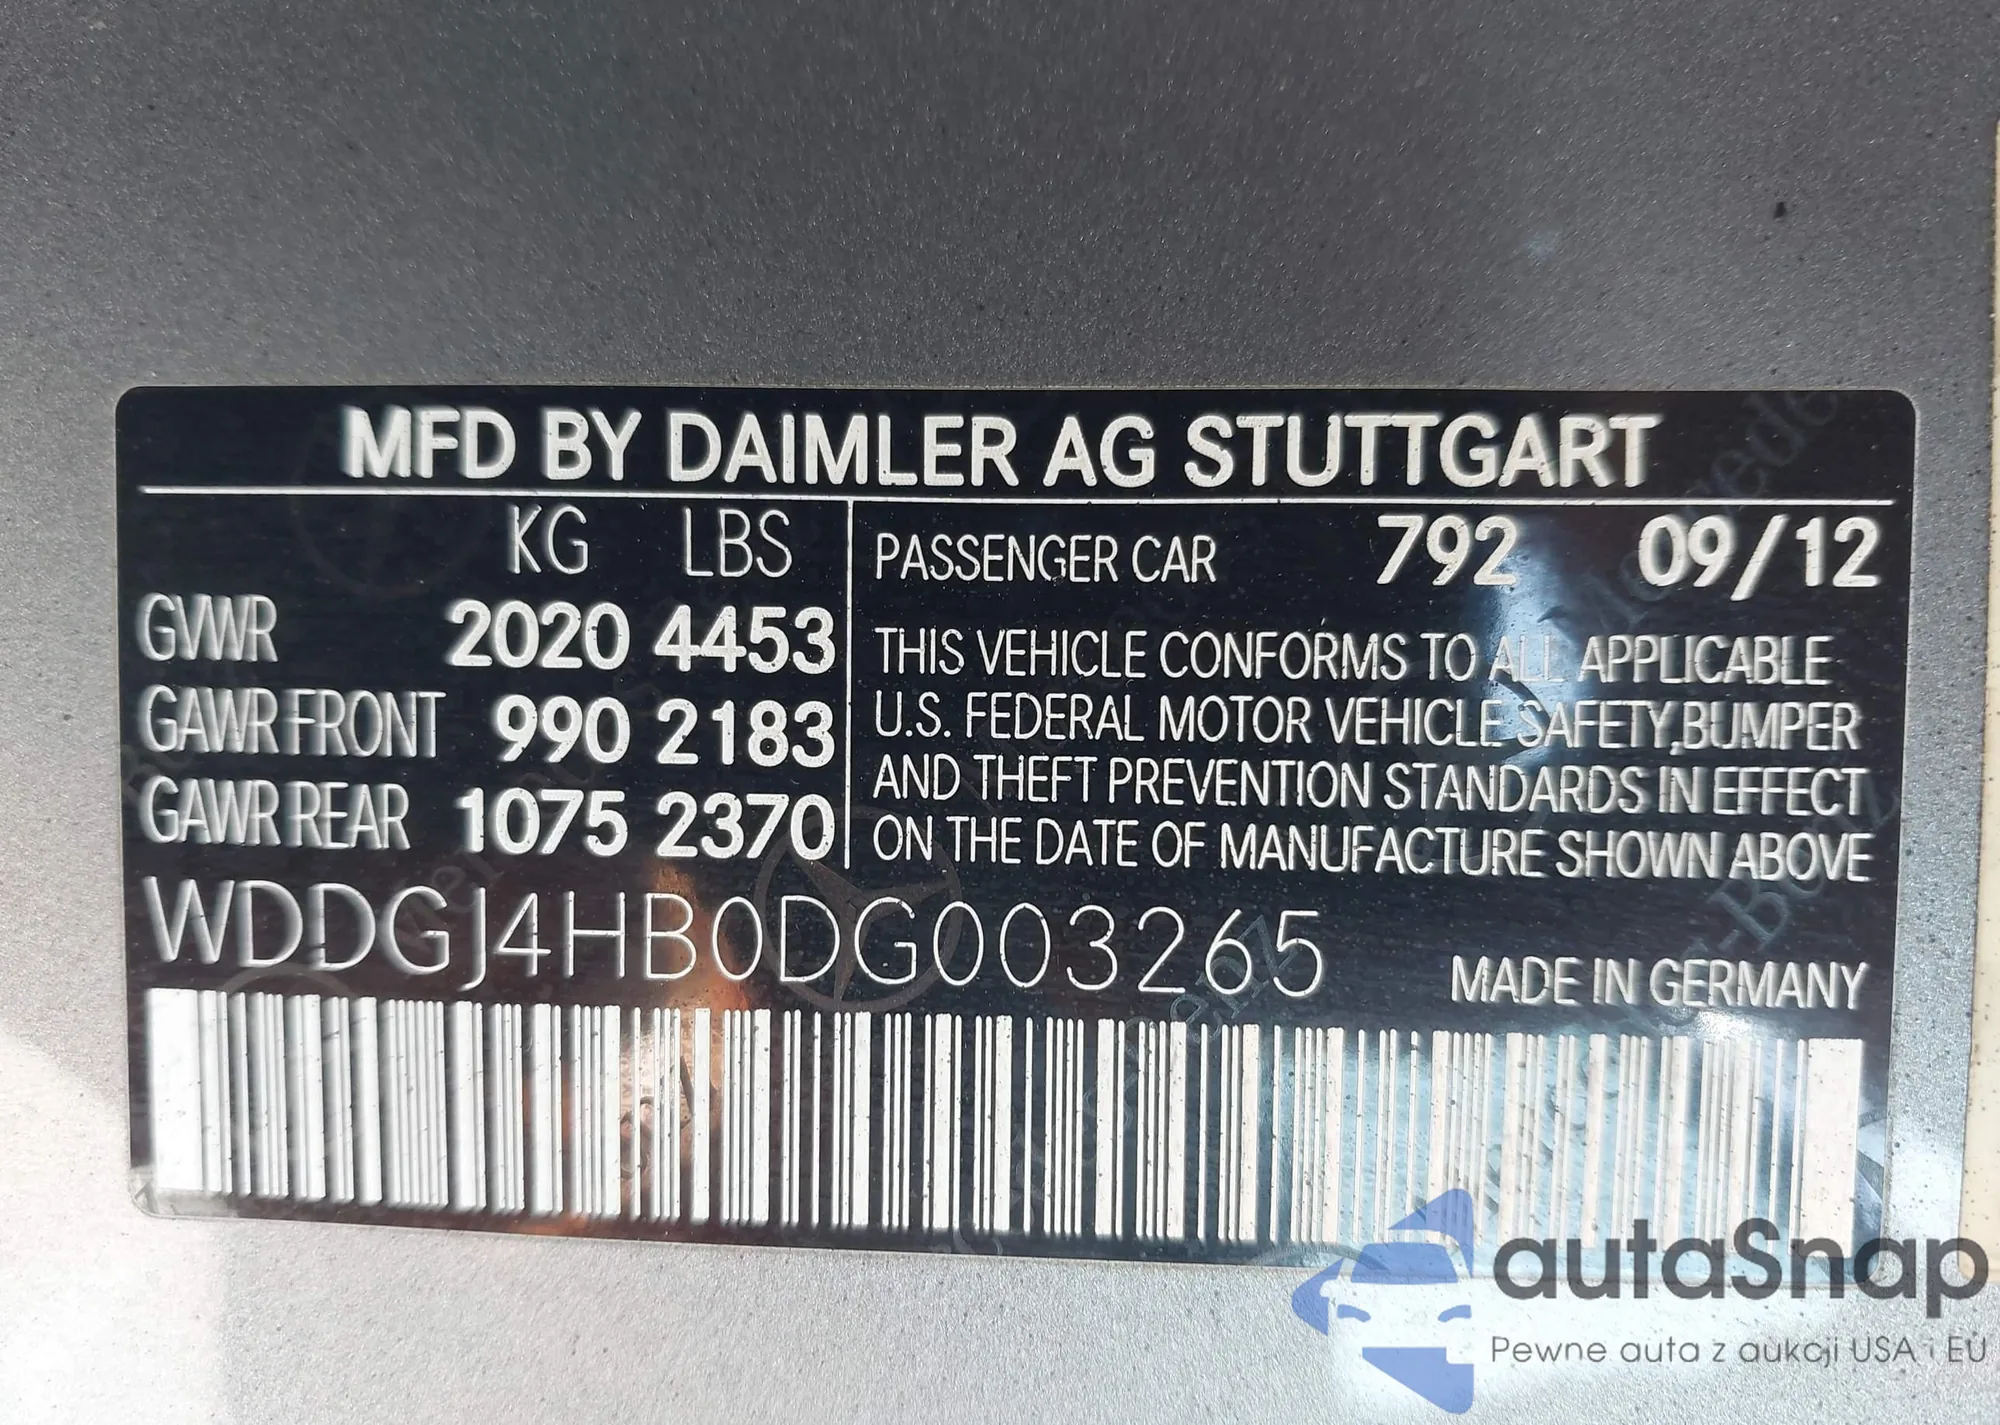 MFD BY DAIMLER AG STUTTGART
KG LBS
GVWR 2020 4453
GAWR FRONT 990 2183
GAWR REAR 1075 2370
PASSENGER CAR 792 09/12
THIS VEHICLE CONFORMS TO ALL APPLICABLE
U.S. FEDERAL MOTOR VEHICLE SAFETY,BUMPER
AND THEFT PREVENTION STANDARDS IN EFFECT
ON THE DATE OF MANUFACTURE SHOWN ABOVE
WDDGJ4HB0DG003265
MADE IN GERMANY
autaSnap
Pewne auta z aukcji USA i EU